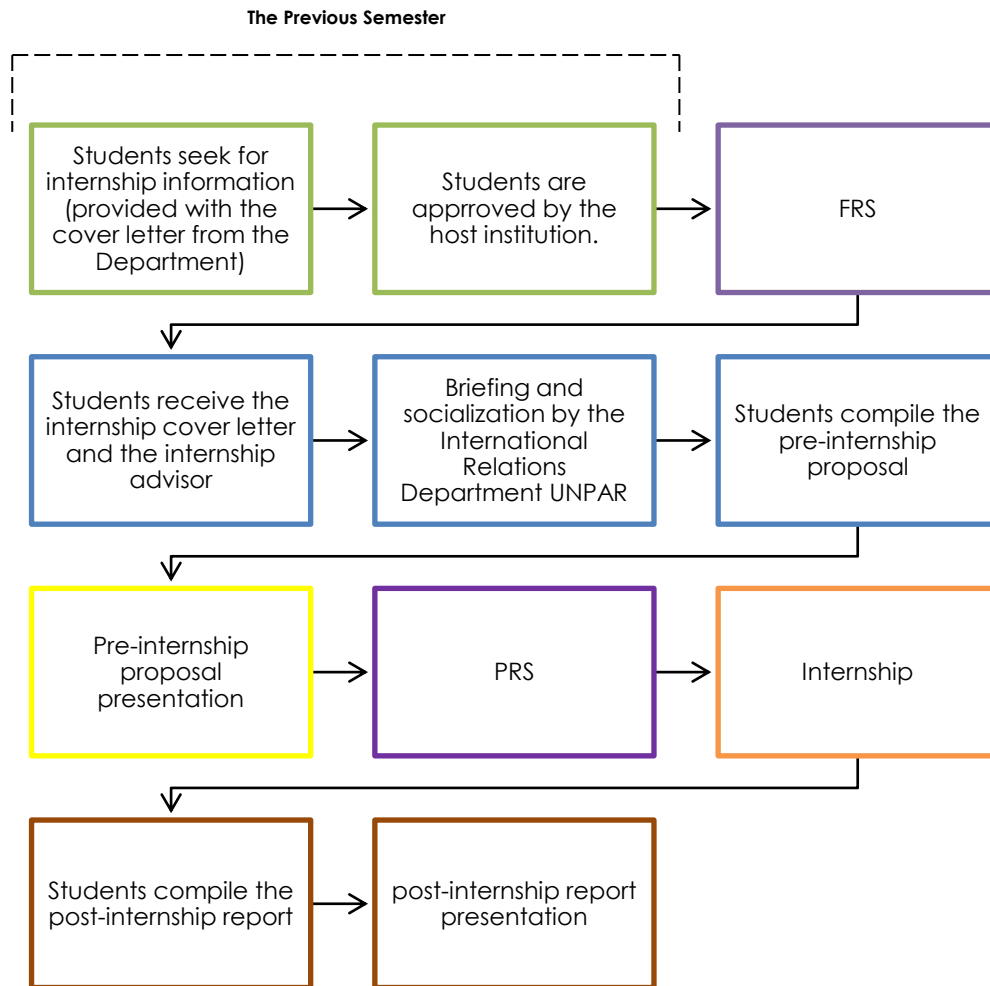 The Previous Semester
Students seek for
internship information
(provided with the
cover letter from the
Department)
Students are
apprroved by the
host institution.
FRS
Students receive the
internship cover letter
and the internship
advisor
Briefing and
socialization by the
International
Relations
Department UNPAR
Students compile the
pre-internship
proposal
Pre-internship
proposal
presentation
PRS
Internship
Students compile the
post-internship report
post-internship report
presentation